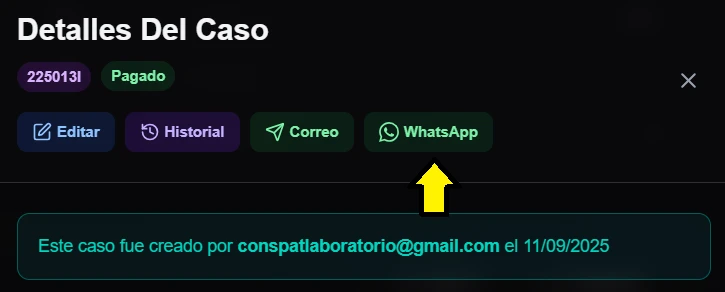 Detalles Del Caso
225013I Pagado
Editar Historial Correo WhatsApp
Este caso fue creado por conspatlaboratorio@gmail.com el 11/09/2025